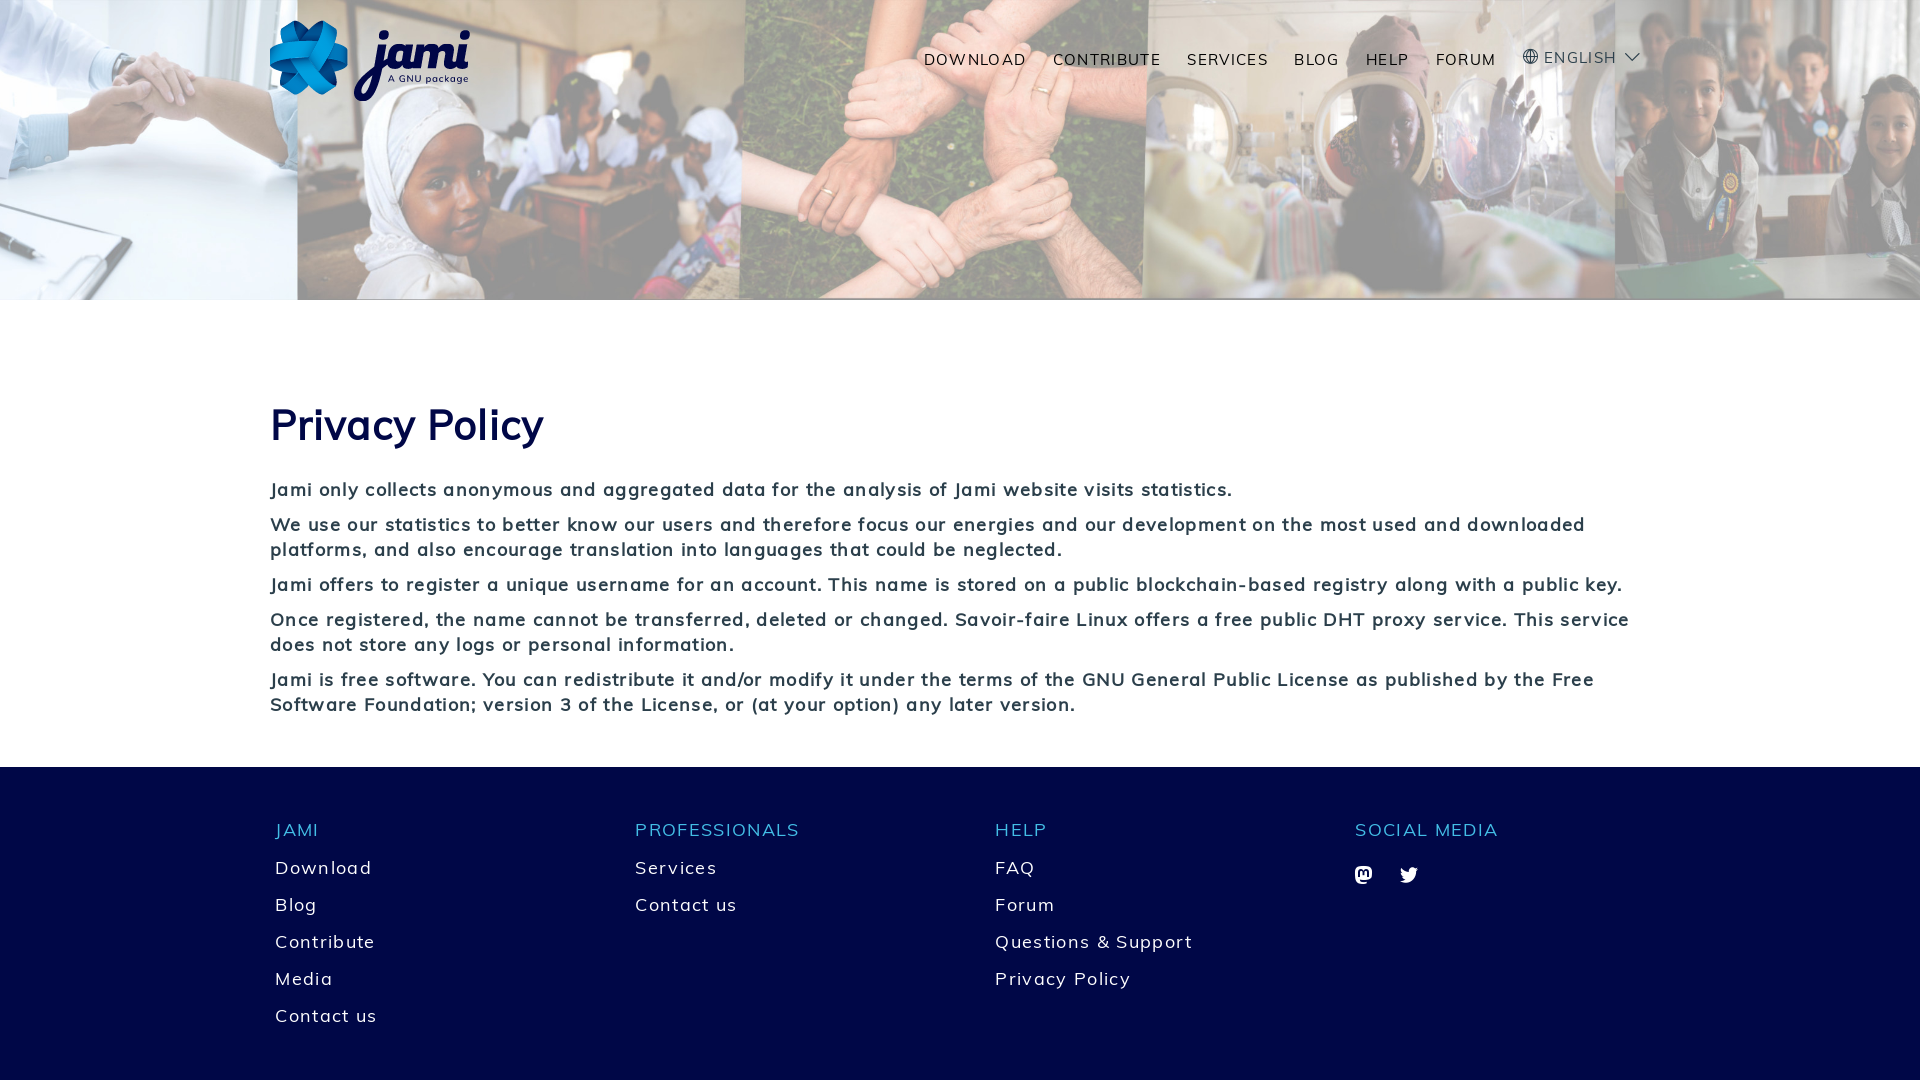 jami
A GNU package
DOWNLOAD CONTRIBUTE SERVICES BLOG HELP FORUM ENGLISH
Privacy Policy
Jami only collects anonymous and aggregated data for the analysis of Jami website visits statistics.
We use our statistics to better know our users and therefore focus our energies and our development on the most used and downloaded
platforms, and also encourage translation into languages that could be neglected.
Jami offers to register a unique username for an account. This name is stored on a public blockchain-based registry along with a public key.
Once registered, the name cannot be transferred, deleted or changed. Savoir-faire Linux offers a free public DHT proxy service. This service
does not store any logs or personal information.
Jami is free software. You can redistribute it and/or modify it under the terms of the GNU General Public License as published by the Free
Software Foundation; version 3 of the License, or (at your option) any later version.
JAMI
Download
Blog
Contribute
Media
Contact us
PROFESSIONALS
Services
Contact us
HELP
FAQ
Forum
Questions & Support
Privacy Policy
SOCIAL MEDIA